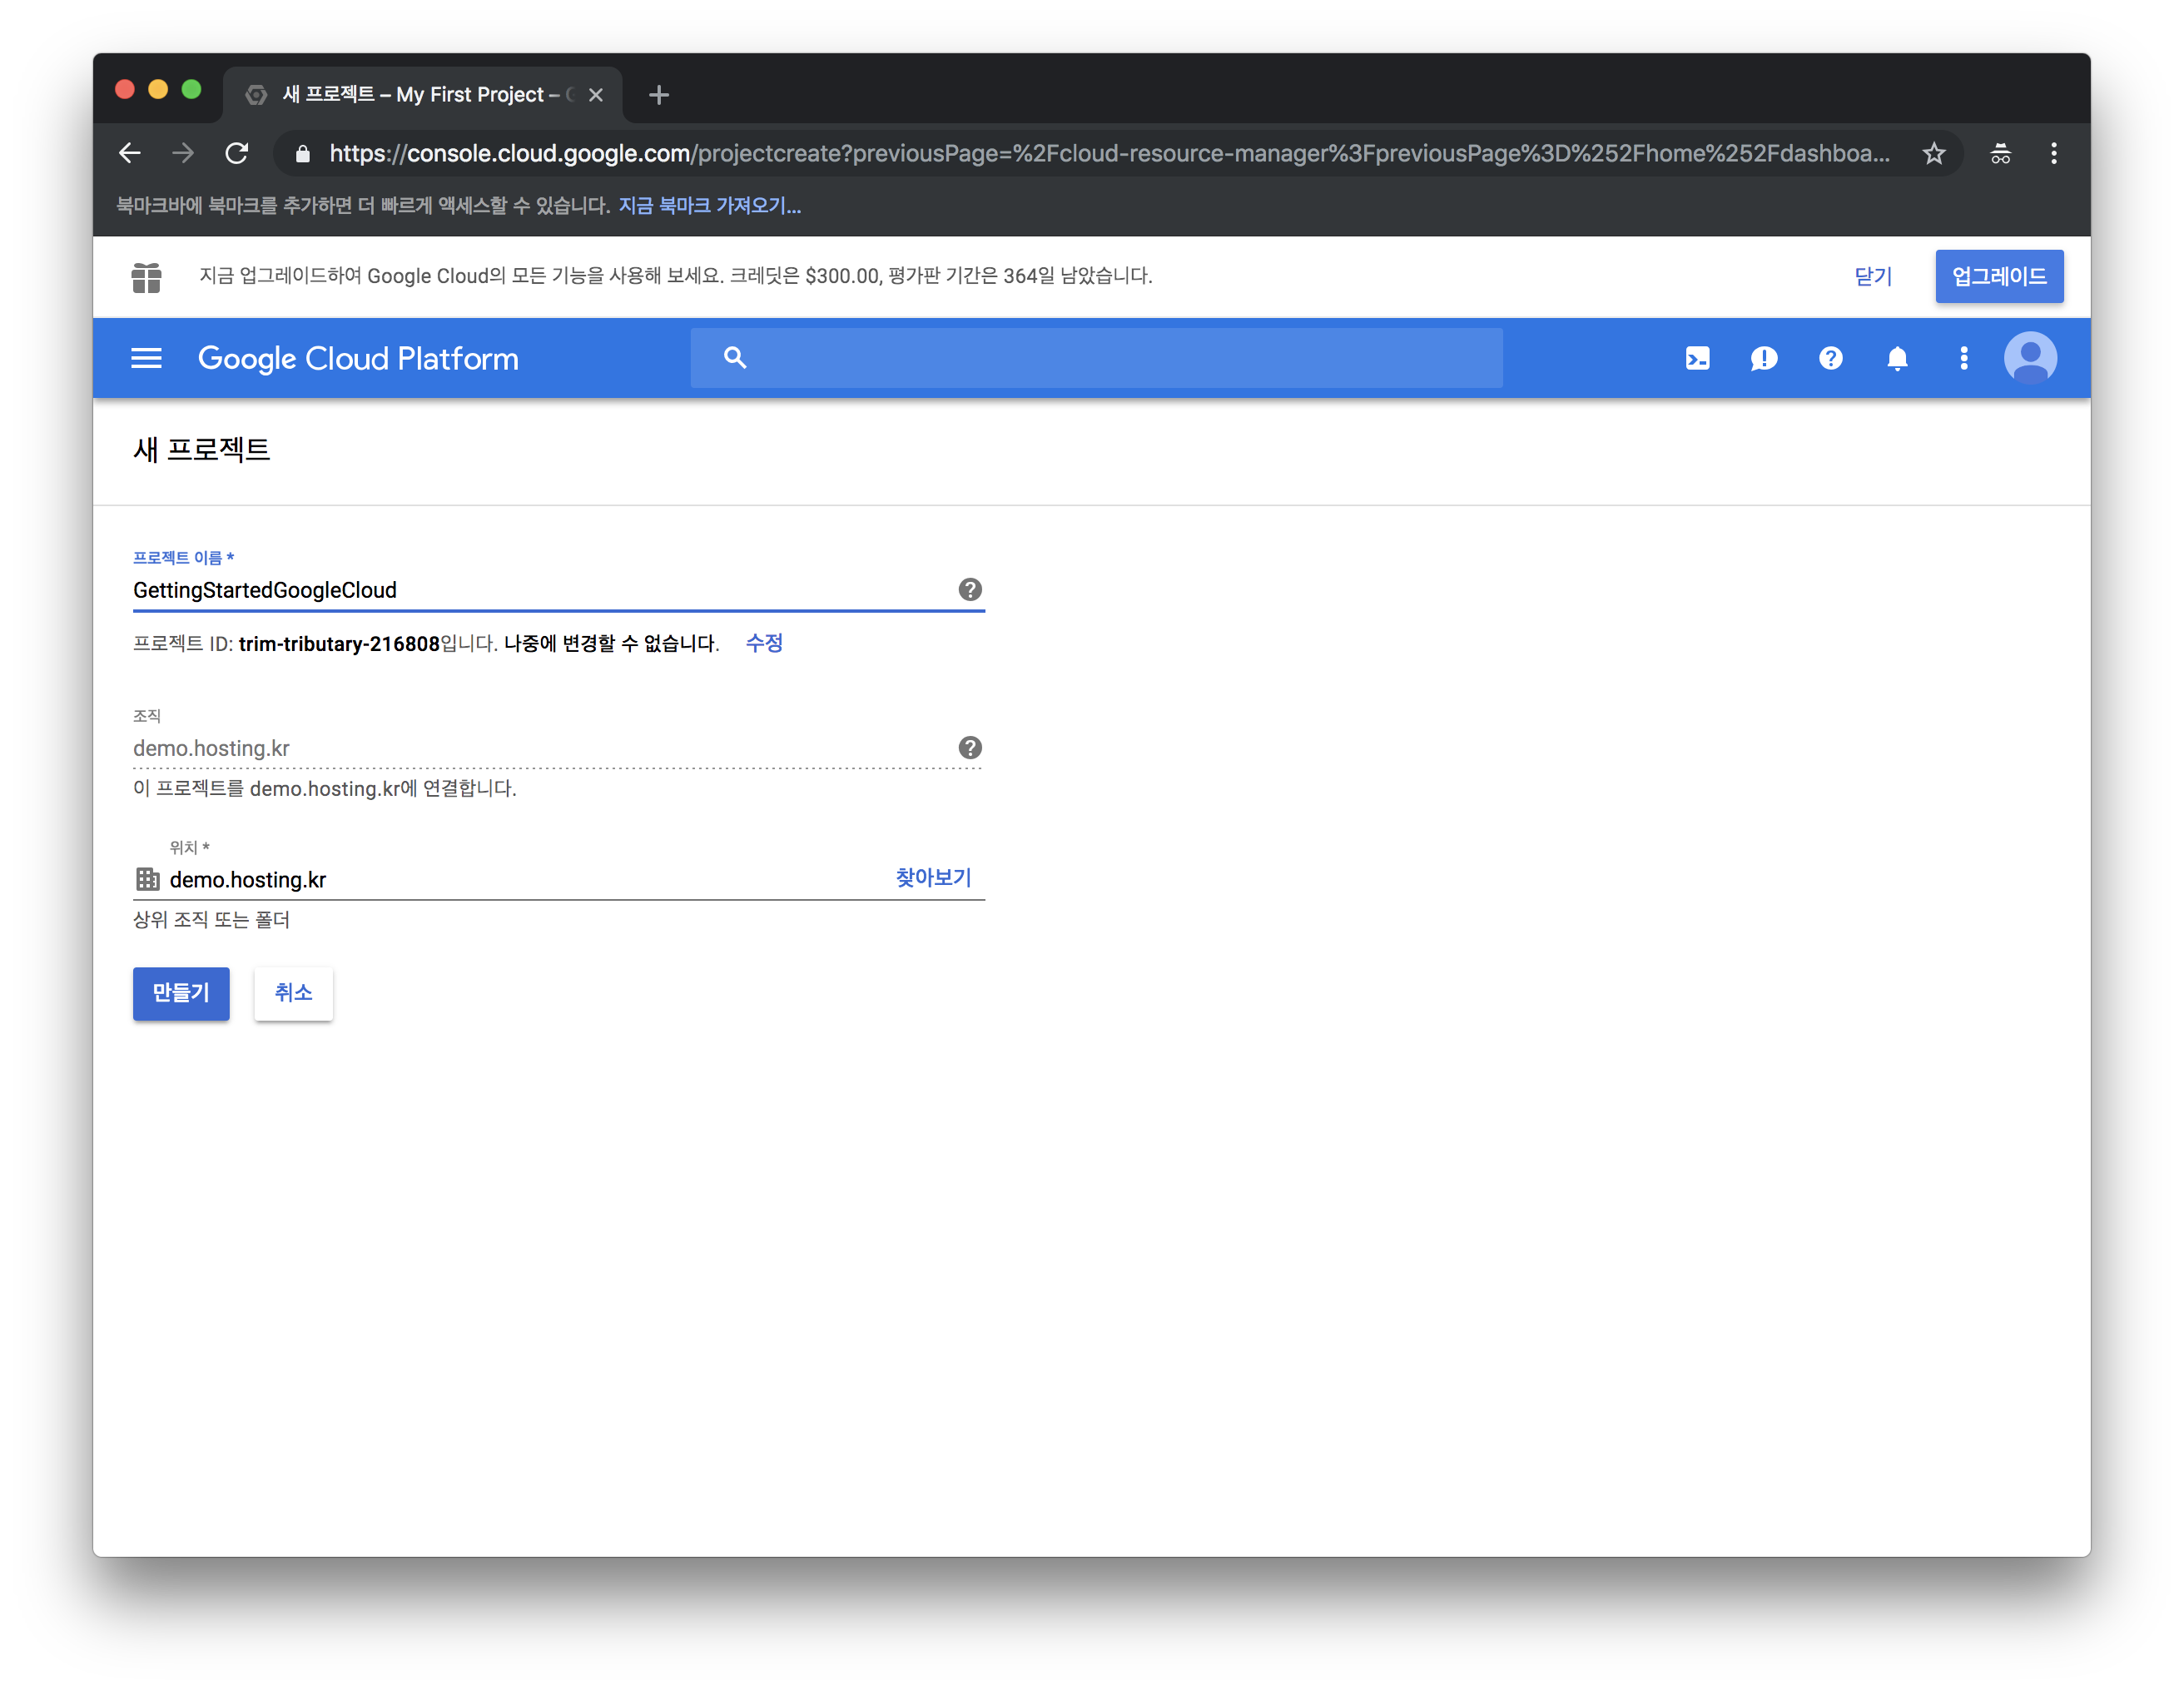 새 프로젝트 – My First Project –
https://console.cloud.google.com/projectcreate?previousPage=%2Fcloud-resource-manager%3FpreviousPage%3D%252Fhome%252Fdashboa...
북마크바에 북마크를 추가하면 더 빠르게 액세스할 수 있습니다. 지금 북마크 가져오기...
지금 업그레이드하여 Google Cloud의 모든 기능을 사용해 보세요. 크레딧은 $300.00, 평가판 기간은 364일 남았습니다. 닫기 업그레이드
Google Cloud Platform
새 프로젝트
프로젝트 이름 *
GettingStartedGoogleCloud
프로젝트 ID: trim-tributary-216808입니다. 나중에 변경할 수 없습니다. 수정
조직
demo.hosting.kr
이 프로젝트를 demo.hosting.kr에 연결합니다.
위치 *
demo.hosting.kr 찾아보기
상위 조직 또는 폴더
만들기 취소